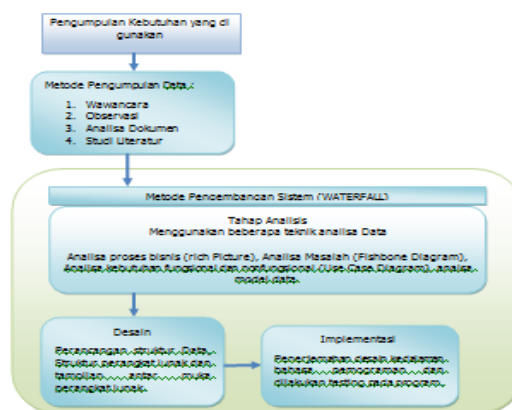 Pengumpulan Kebutuhan yang di
gunakan
Metode Pengumpulan Data :
1. Wawancara
2. Observasi
3. Analisa Dokumen
4. Studi Literatur
Metode Pengembangan Sistem (WATERFALL)
Tahap Analisis
Menggunakan beberapa teknik analisa Data
Analisa proses bisnis (rich Picture), Analisa Masalah (Fishbone Diagram),
Analisa kebutuhan fungsional dan nonfungsional (Use Case Diagram), analisa
model data.
Desain
Perancangan struktur Data,
Struktur perangkat lunak dan
tampilan antar muka
perangkat lunak.
Implementasi
Penerjemahan desain kedalam
bahasa pemograman dan
dilakukan testing pada program.